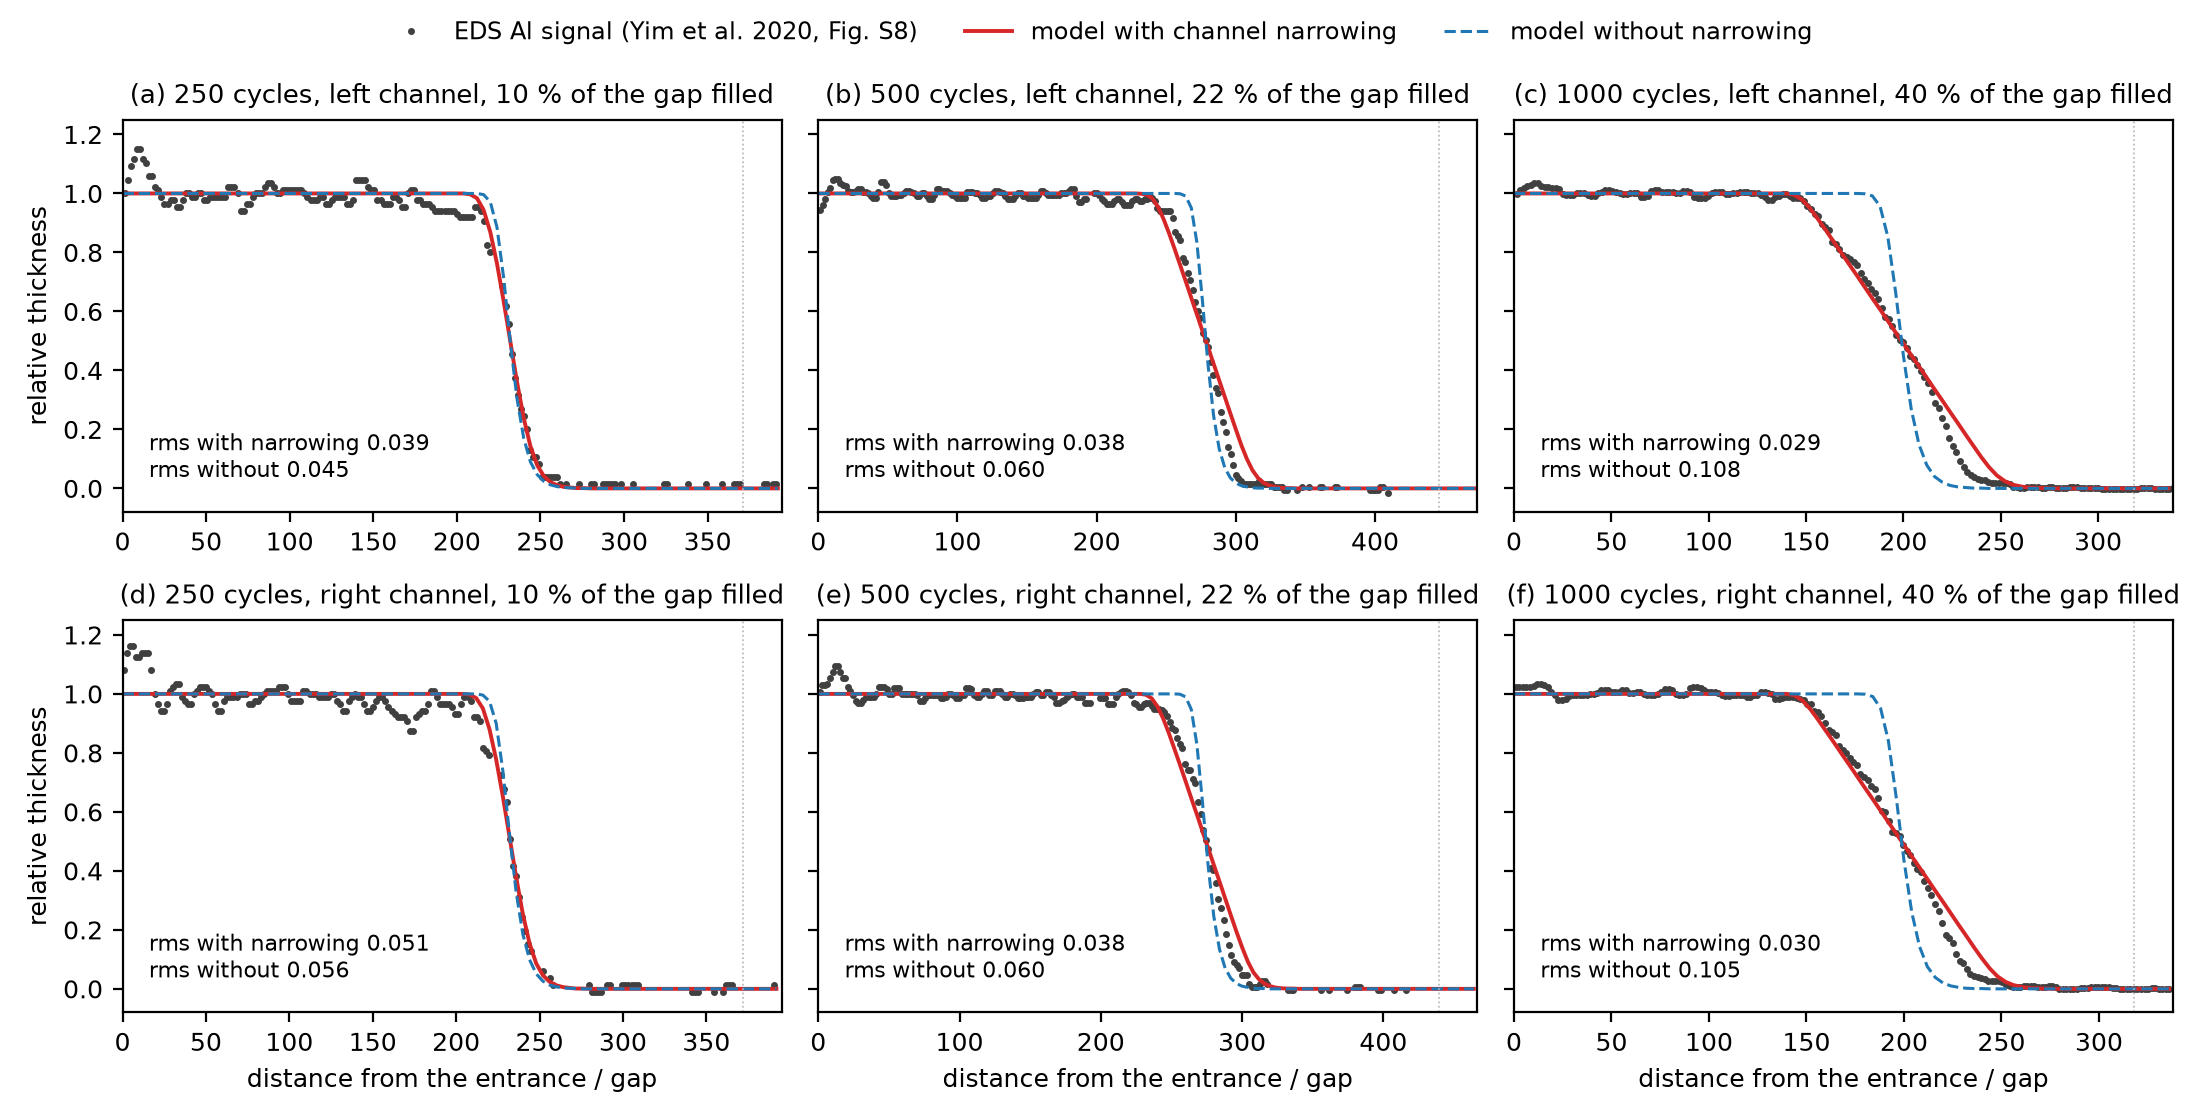 EDS Al signal (Yim et al. 2020, Fig. S8)
model with channel narrowing
model without narrowing
(a) 250 cycles, left channel, 10 % of the gap filled
(b) 500 cycles, left channel, 22 % of the gap filled
(c) 1000 cycles, left channel, 40 % of the gap filled
relative thickness
1.2
1.0
0.8
0.6
0.4
0.2
0.0
rms with narrowing 0.039
rms without 0.045
rms with narrowing 0.038
rms without 0.060
rms with narrowing 0.029
rms without 0.108
0 50 100 150 200 250 300 350
0 100 200 300 400
0 50 100 150 200 250 300
(d) 250 cycles, right channel, 10 % of the gap filled
(e) 500 cycles, right channel, 22 % of the gap filled
(f) 1000 cycles, right channel, 40 % of the gap filled
relative thickness
1.2
1.0
0.8
0.6
0.4
0.2
0.0
rms with narrowing 0.051
rms without 0.056
rms with narrowing 0.038
rms without 0.060
rms with narrowing 0.030
rms without 0.105
0 50 100 150 200 250 300 350
0 100 200 300 400
0 50 100 150 200 250 300
distance from the entrance / gap
distance from the entrance / gap
distance from the entrance / gap